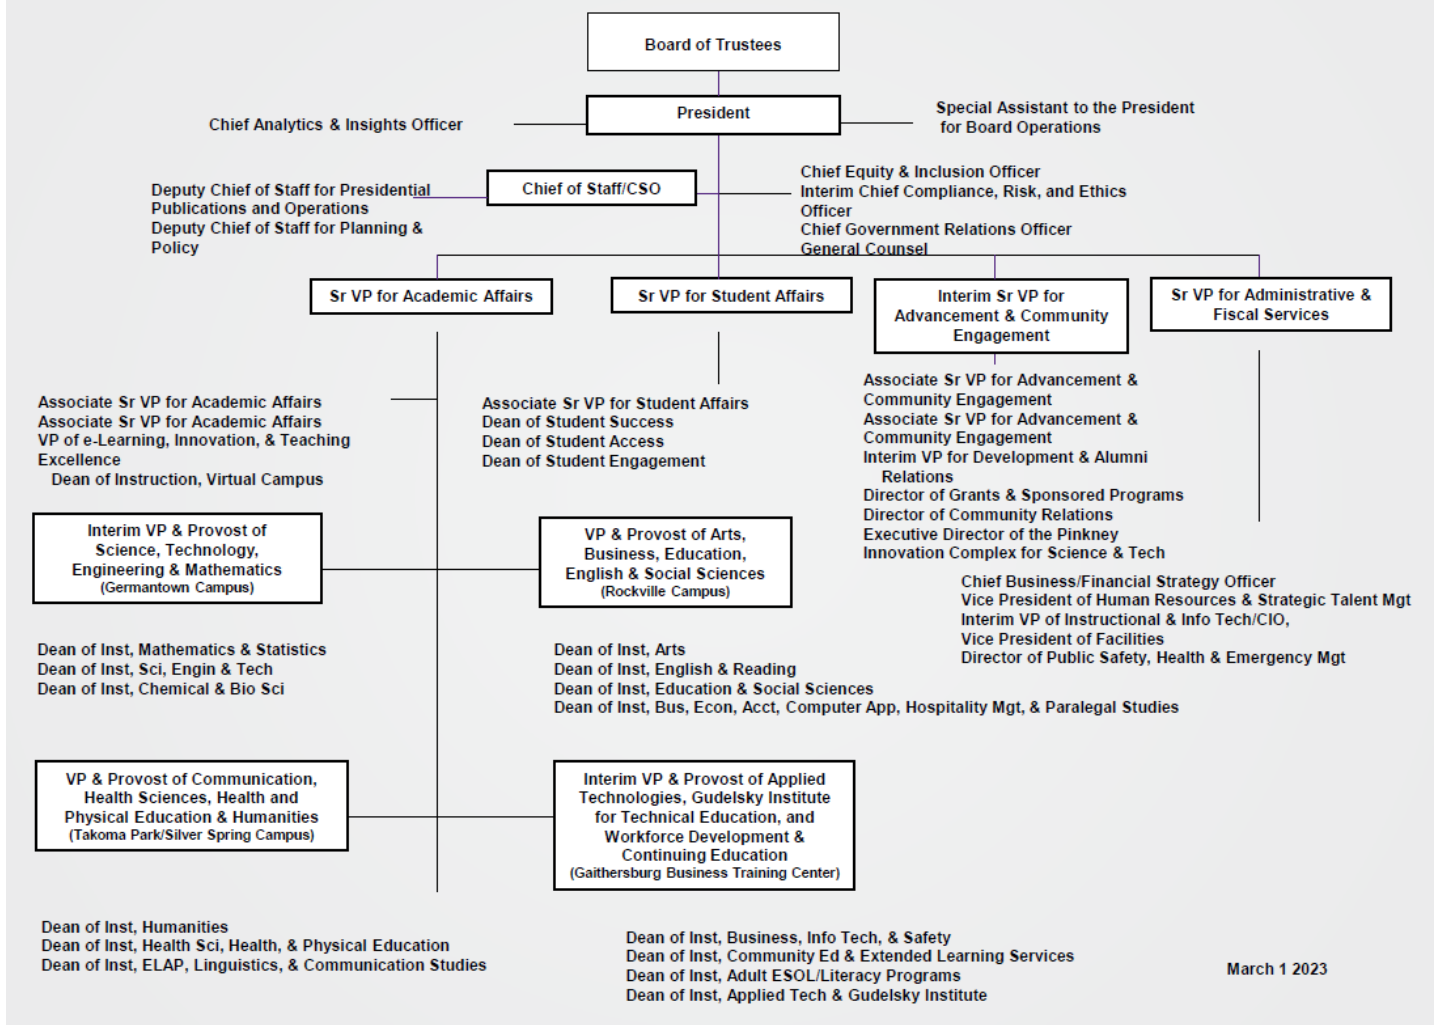 Board of Trustees
President
Chief Analytics & Insights Officer
Special Assistant to the President
for Board Operations
Chief of Staff/CSO
Deputy Chief of Staff for Presidential
Publications and Operations
Deputy Chief of Staff for Planning &
Policy
Chief Equity & Inclusion Officer
Interim Chief Compliance, Risk, and Ethics
Officer
Chief Government Relations Officer
General Counsel
Sr VP for Academic Affairs
Sr VP for Student Affairs
Interim Sr VP for
Advancement & Community
Engagement
Sr VP for Administrative &
Fiscal Services
Associate Sr VP for Academic Affairs
Associate Sr VP for Academic Affairs
VP of e-Learning, Innovation, & Teaching
Excellence
Dean of Instruction, Virtual Campus
Associate Sr VP for Student Affairs
Dean of Student Success
Dean of Student Access
Dean of Student Engagement
Associate Sr VP for Advancement &
Community Engagement
Associate Sr VP for Advancement &
Community Engagement
Interim VP for Development & Alumni
Relations
Director of Grants & Sponsored Programs
Director of Community Relations
Executive Director of the Pinkney
Innovation Complex for Science & Tech
Chief Business/Financial Strategy Officer
Vice President of Human Resources & Strategic Talent Mgt
Interim VP of Instructional & Info Tech/CIO,
Vice President of Facilities
Director of Public Safety, Health & Emergency Mgt
Interim VP & Provost of
Science, Technology,
Engineering & Mathematics
(Germantown Campus)
VP & Provost of Arts,
Business, Education,
English & Social Sciences
(Rockville Campus)
Dean of Inst, Mathematics & Statistics
Dean of Inst, Sci, Engin & Tech
Dean of Inst, Chemical & Bio Sci
Dean of Inst, Arts
Dean of Inst, English & Reading
Dean of Inst, Education & Social Sciences
Dean of Inst, Bus, Econ, Acct, Computer App, Hospitality Mgt, & Paralegal Studies
VP & Provost of Communication,
Health Sciences, Health and
Physical Education & Humanities
(Takoma Park/Silver Spring Campus)
Interim VP & Provost of Applied
Technologies, Gudelsky Institute
for Technical Education, and
Workforce Development &
Continuing Education
(Gaithersburg Business Training Center)
Dean of Inst, Humanities
Dean of Inst, Health Sci, Health, & Physical Education
Dean of Inst, ELAP, Linguistics, & Communication Studies
Dean of Inst, Business, Info Tech, & Safety
Dean of Inst, Community Ed & Extended Learning Services
Dean of Inst, Adult ESOL/Literacy Programs
Dean of Inst, Applied Tech & Gudelsky Institute
March 1 2023